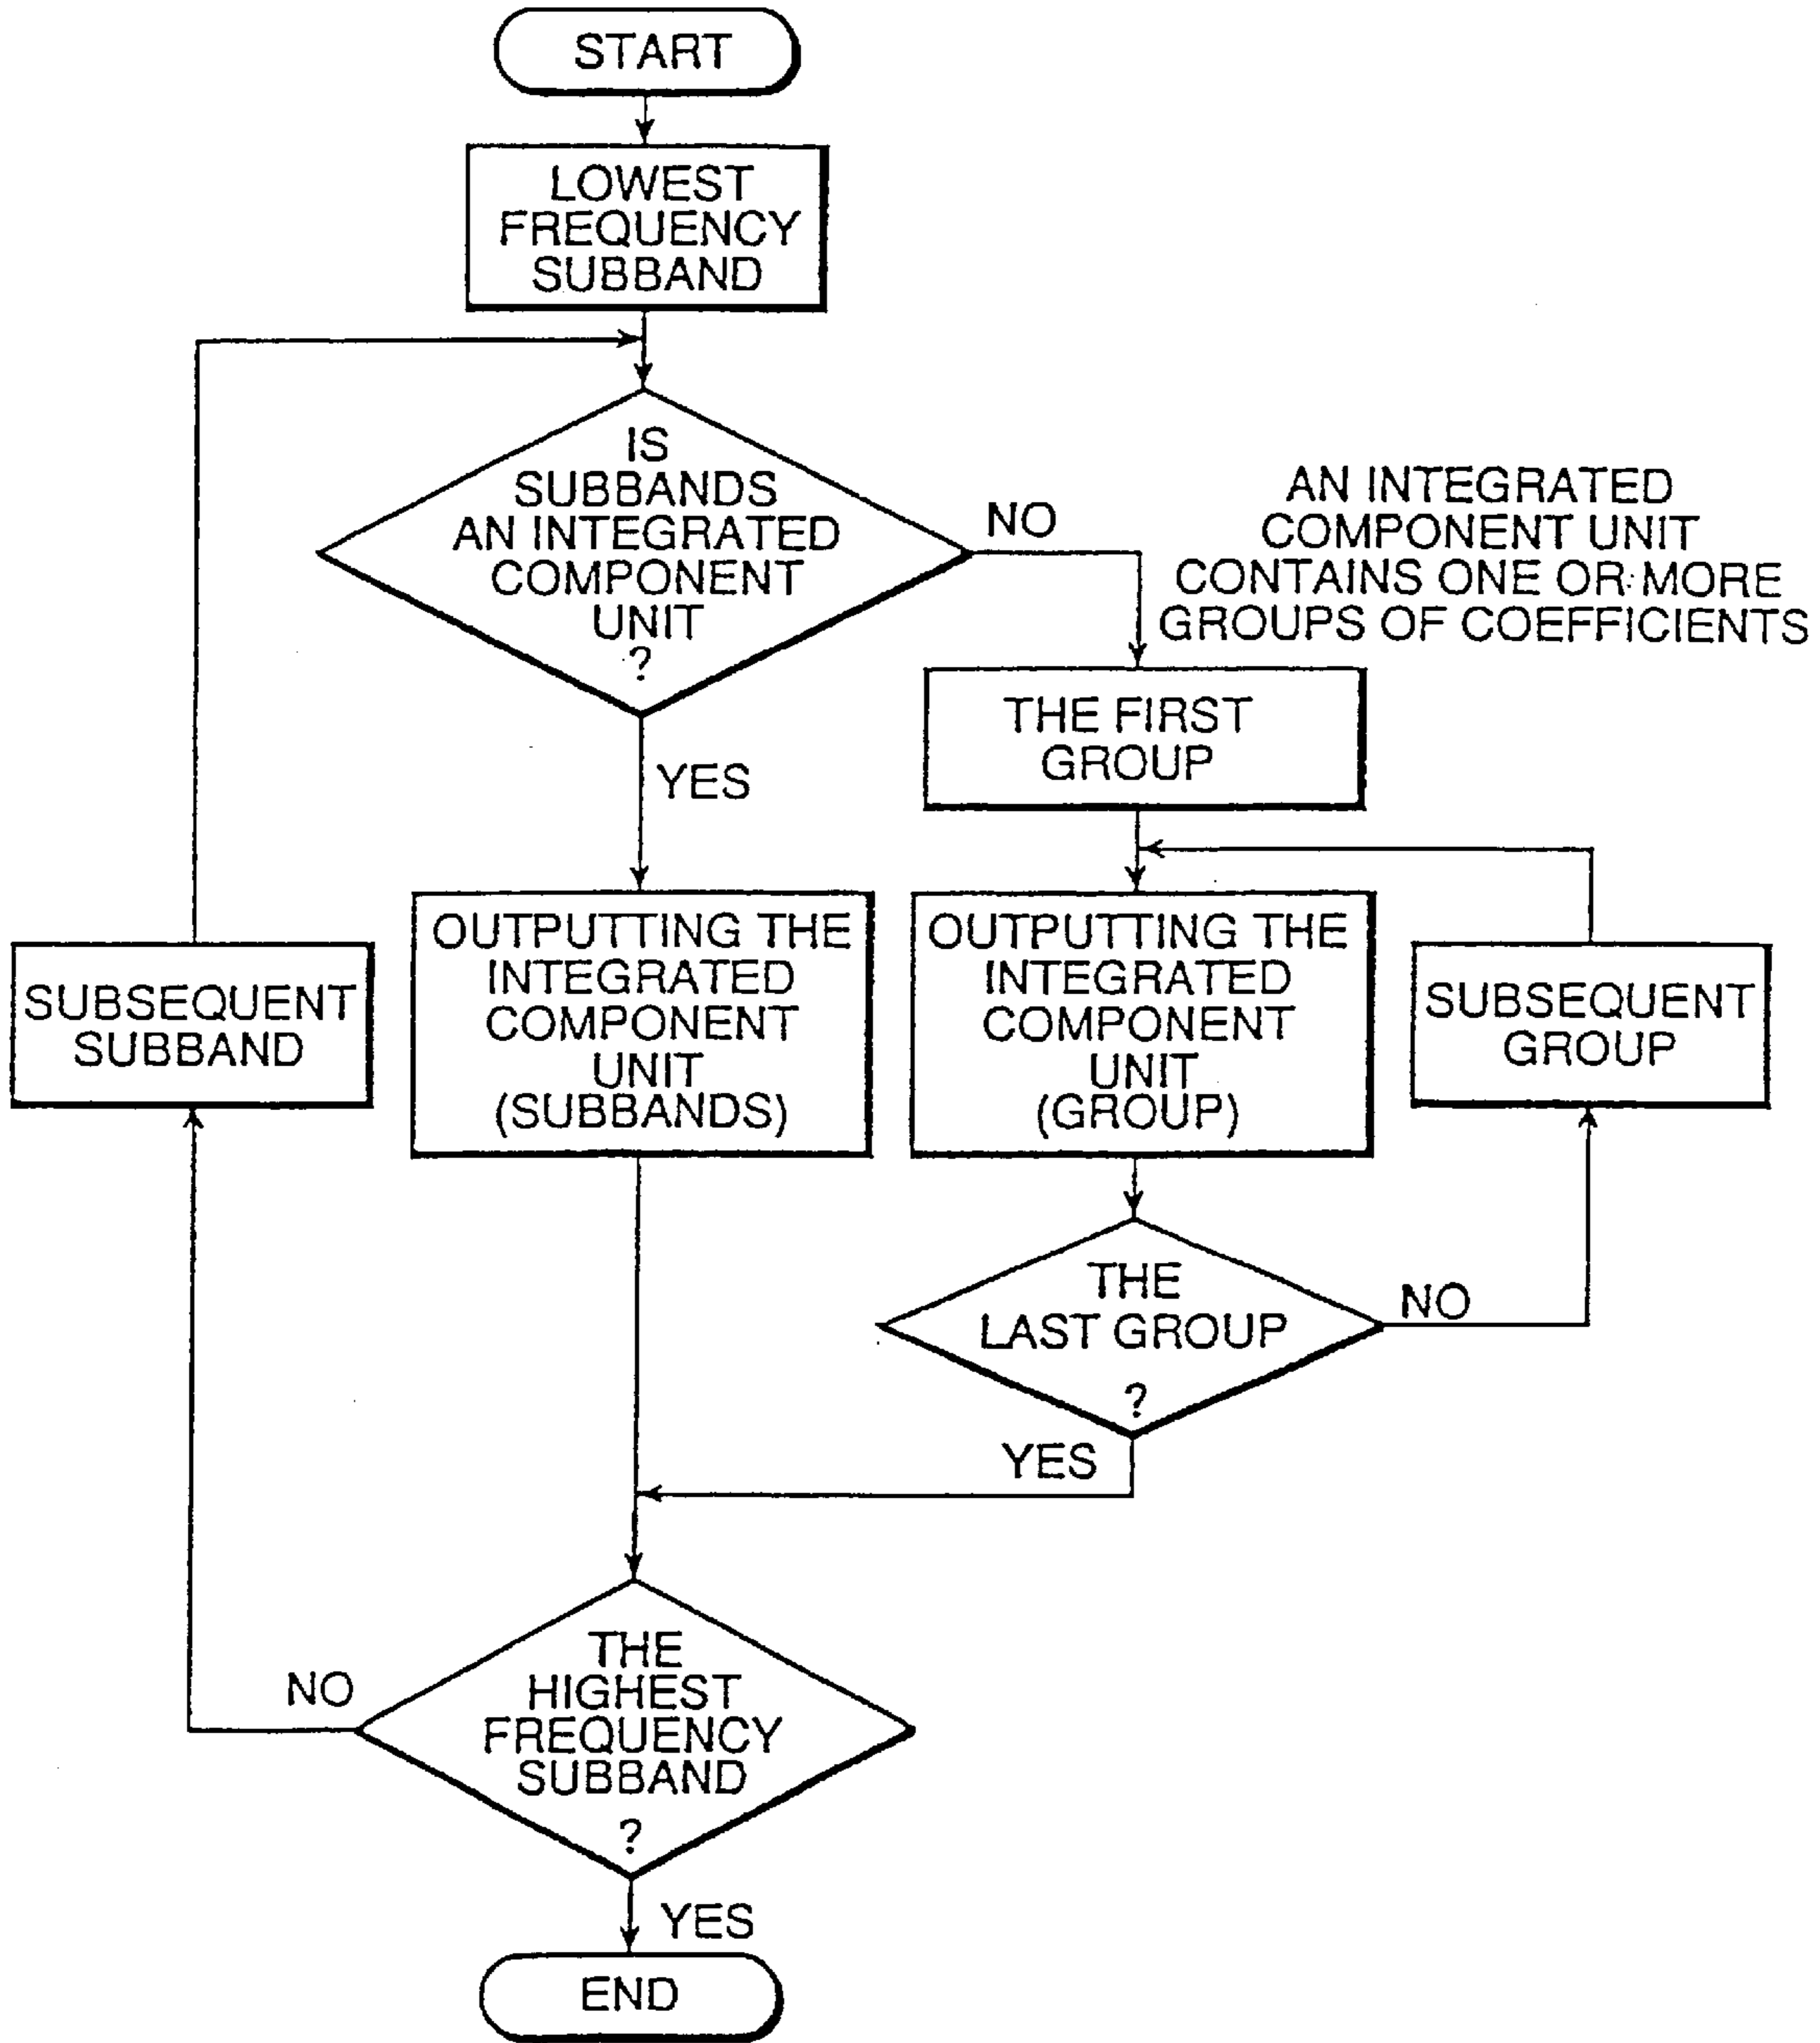 START
LOWEST
FREQUENCY
SUBBAND
IS
SUBBANDS
AN INTEGRATED
COMPONENT
UNIT
?
NO
AN INTEGRATED
COMPONENT UNIT
CONTAINS ONE OR MORE
GROUPS OF COEFFICIENTS
THE FIRST
GROUP
YES
OUTPUTTING THE
INTEGRATED
COMPONENT
UNIT
(SUBBANDS)
OUTPUTTING THE
INTEGRATED
COMPONENT
UNIT
(GROUP)
SUBSEQUENT
SUBBAND
SUBSEQUENT
GROUP
THE
LAST GROUP
?
NO
YES
THE
HIGHEST
FREQUENCY
SUBBAND
?
NO
YES
END